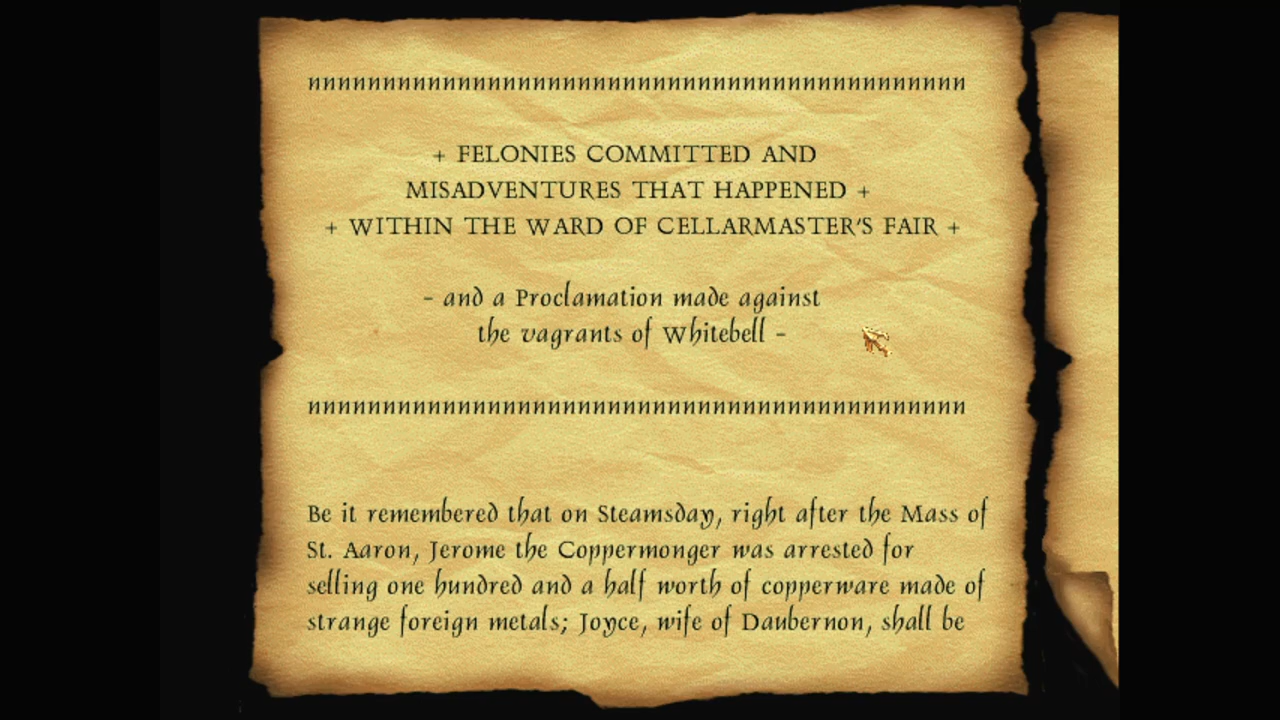 иииииииииииииииииииииииииииииииииииииииииииии
+ FELONIES COMMITTED AND
MISADVENTURES THAT HAPPENED +
+ WITHIN THE WARD OF CELLARMASTER'S FAIR +
- and a Proclamation made against
the vagrants of Whitebell -
иииииииииииииииииииииииииииииииииииииииииииии
Be it remembered that on Steamsday, right after the Mass of
St. Aaron, Jerome the Coppermonger was arrested for
selling one hundred and a half worth of copperware made of
strange foreign metals; Joyce, wife of Daubernon, shall be